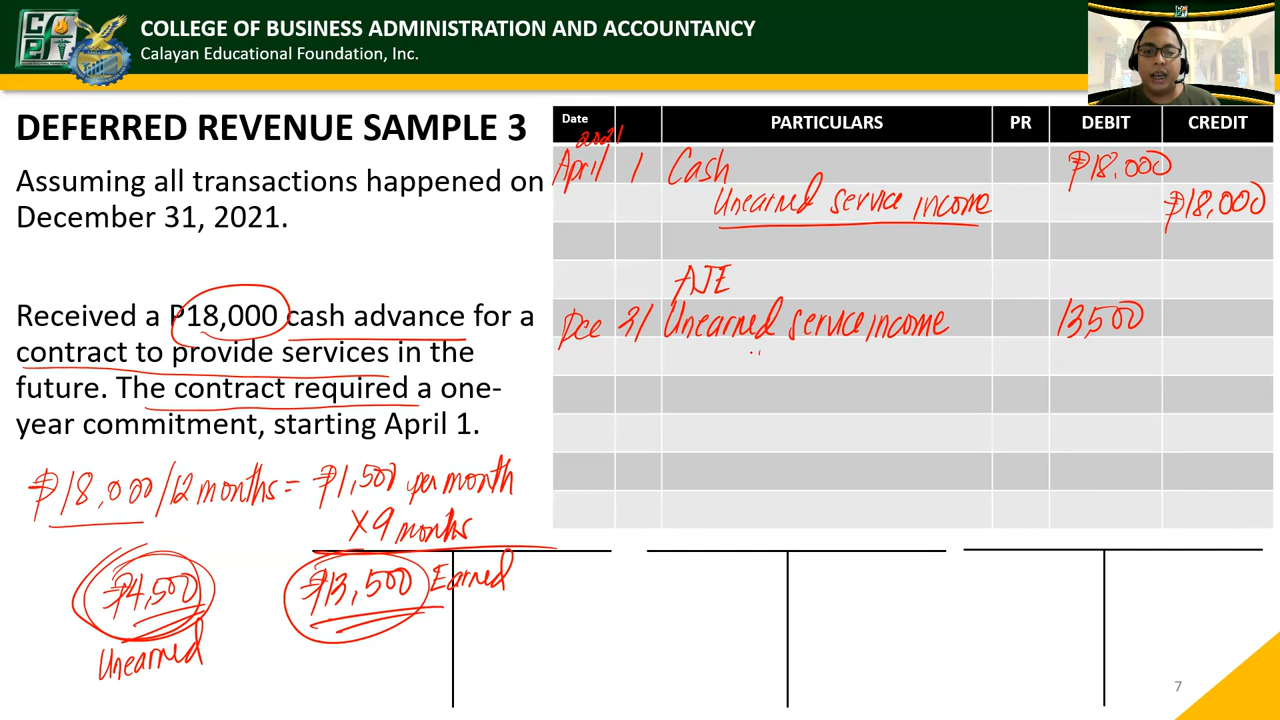 COLLEGE OF BUSINESS ADMINISTRATION AND ACCOUNTANCY
Calayan Educational Foundation, Inc.
DEFERRED REVENUE SAMPLE 3
Assuming all transactions happened on
December 31, 2021.
Received a P18,000 cash advance for a
contract to provide services in the
future. The contract required a one-
year commitment, starting April 1.
₱18,000/12 months = ₱1,500 per month
x 9 months
₱4,500 ₱13,500 Earned
Unearned
Date PARTICULARS PR DEBIT CREDIT
2021
April 1 Cash ₱18,000
Unearned service income ₱18,000
AJE
Dec 31 Unearned service income 13,500
7